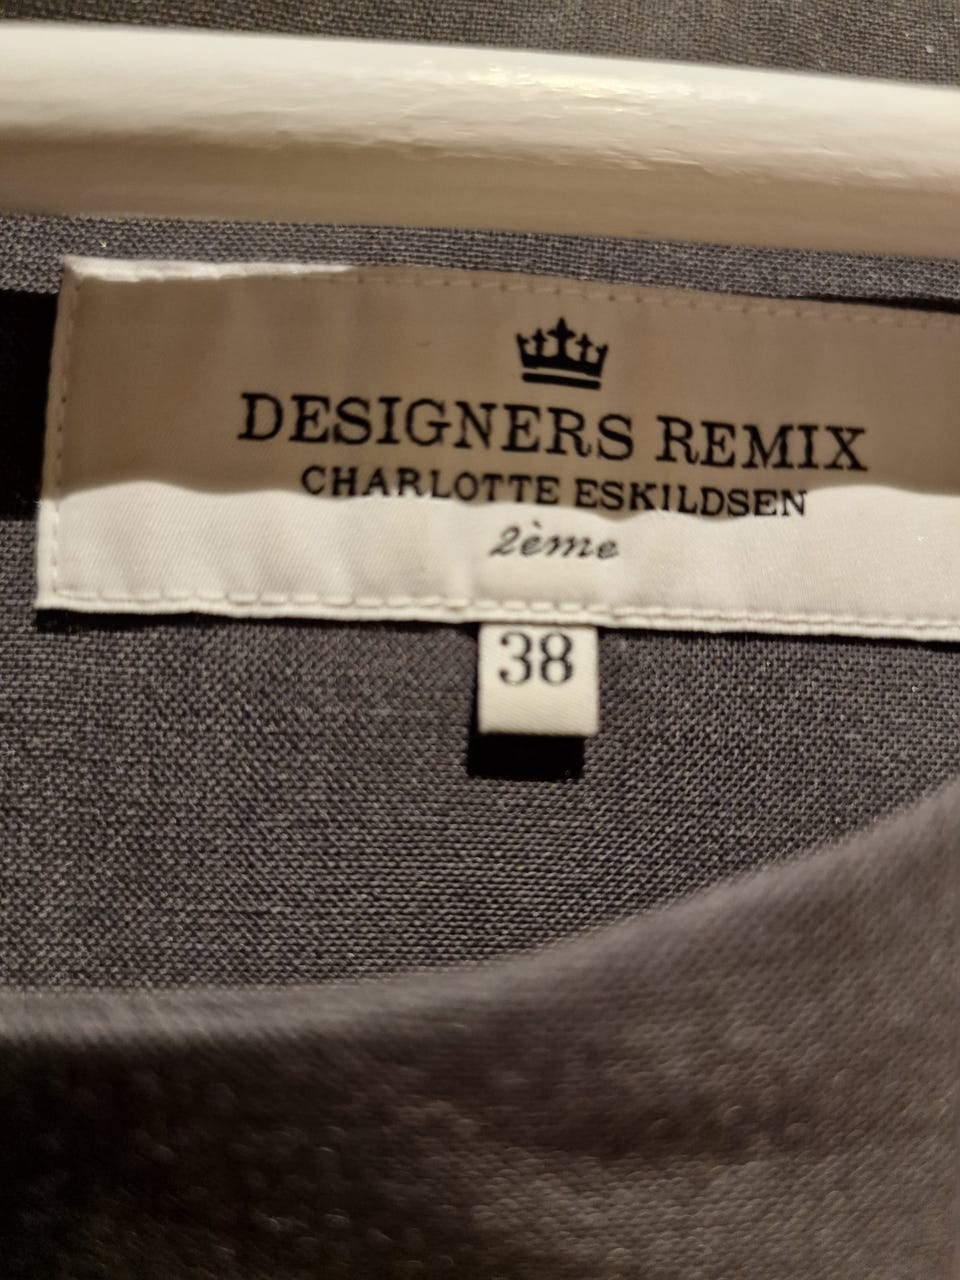 DESIGNERS REMIX
CHARLOTTE ESKILDSEN
2ème
38